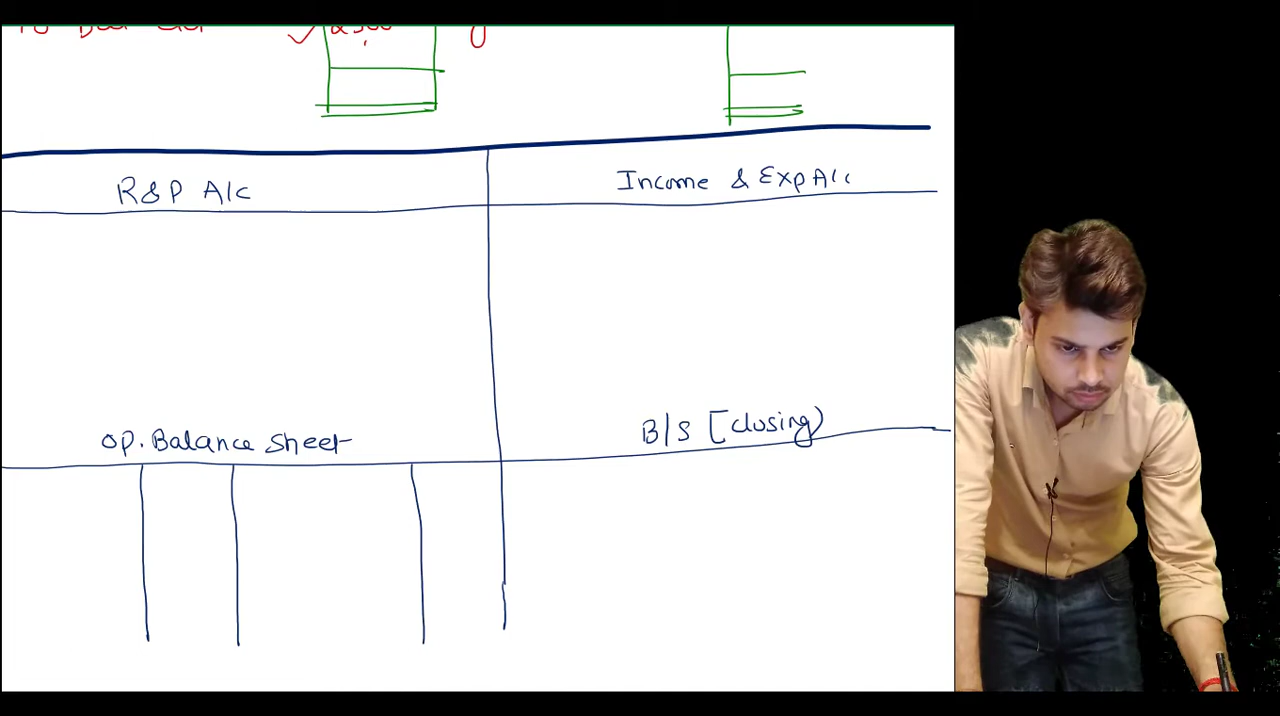 R&P A/c
Income & Exp A/c
Op. Balance Sheet
B/S [closing)